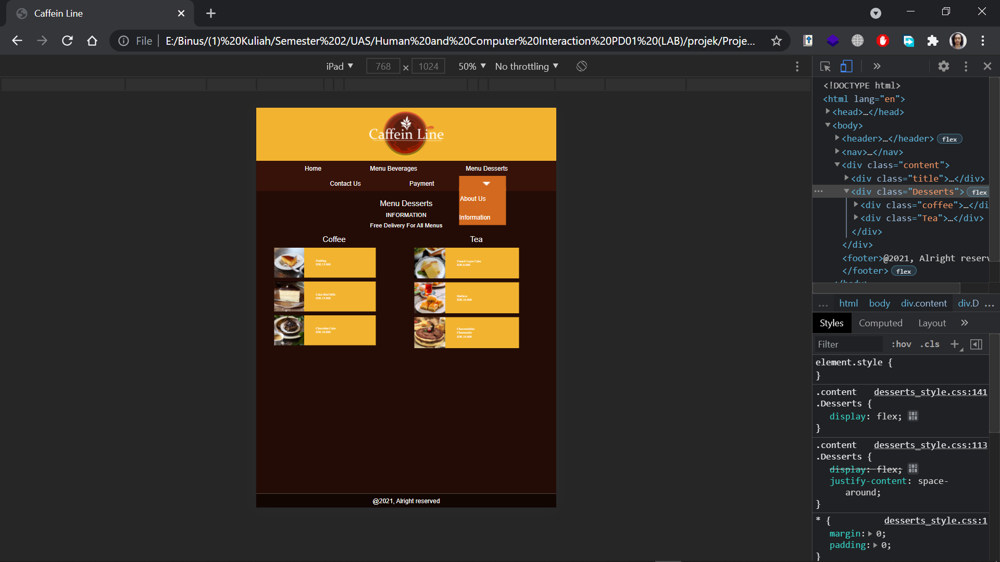 Caffein Line
File
E:/Binus/(1)%20Kuliah/Semester%202/UAS/Human%20and%20Computer%20Interaction%20PD01%20(LAB)/projek/Proje...
iPad ▼ 768 × 1024 50% ▼ No throttling ▼
Caffein Line
Home Menu Beverages Menu Desserts
Contact Us Payment
About Us
Information
Menu Desserts
INFORMATION
Free Delivery For All Menus
Coffee
Pudding
IDR.15.000
Cake Bird Milk
IDR.15.000
Chocolate Cake
IDR.10.000
Tea
French Layer Cake
IDR.8.000
IDR.10.000
Cheesecake
@2021, Alright reserved
<!DOCTYPE html>
<html lang="en">
<head>…</head>
<body>
<header>…</header> flex
<nav>…</nav>
<div class="content">
<div class="title">…</div>
<div class="Desserts"> flex
<div class="coffee">…</di
<div class="Tea">…</div>
</div>
</div>
<footer>@2021, Alright reserv
</footer> flex
... html body div.content div.D ...
Styles Computed Layout »
Filter :hov .cls +
element.style {
}
.content desserts_style.css:141
.Desserts {
display: flex;
}
.content desserts_style.css:113
.Desserts {
display: flex;
justify-content: space-
around;
}
* { desserts_style.css:1
margin: 0;
padding: 0;
}